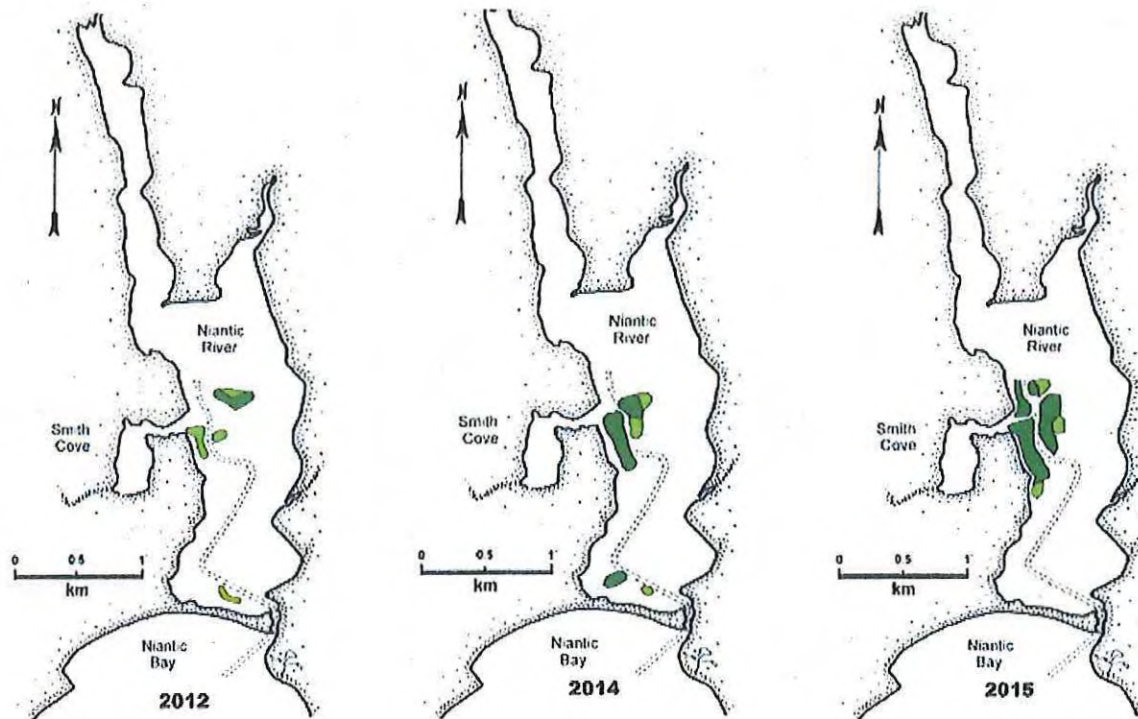 N
Niantic
River
Smith
Cove
0 0 5 1
km
Niantic
Bay
2012
N
Niantic
River
Smith
Cove
0 0 5 1
km
Niantic
Bay
2014
N
Niantic
River
Smith
Cove
0 0 5 1
km
Niantic
Bay
2015